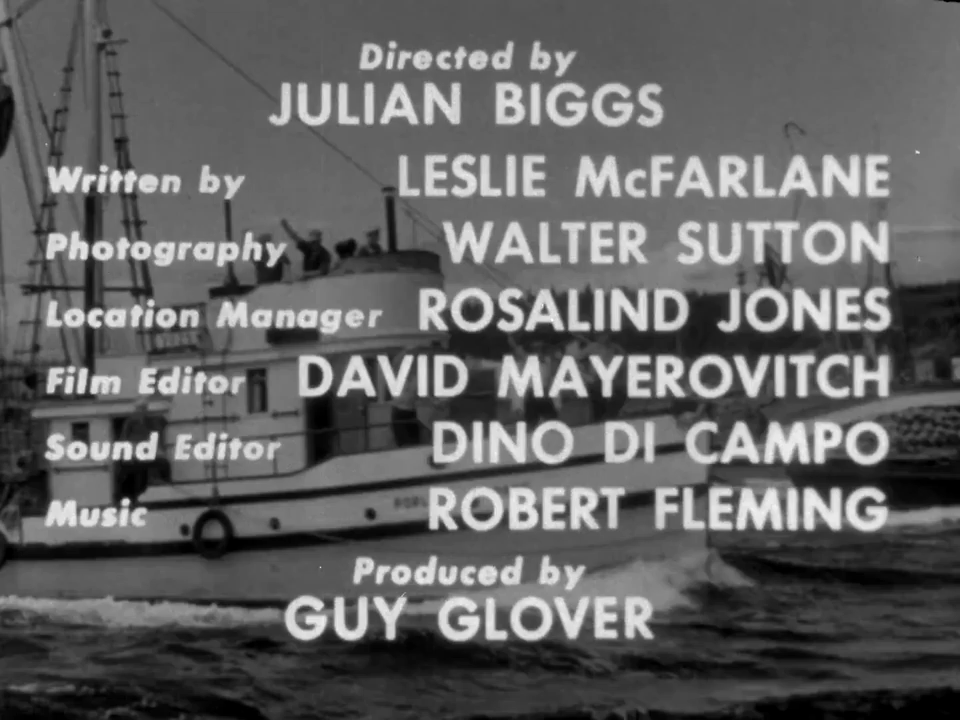 Directed by
JULIAN BIGGS
Written by LESLIE McFARLANE
Photography WALTER SUTTON
Location Manager ROSALIND JONES
Film Editor DAVID MAYEROVITCH
Sound Editor DINO DI CAMPO
Music ROBERT FLEMING
Produced by
GUY GLOVER